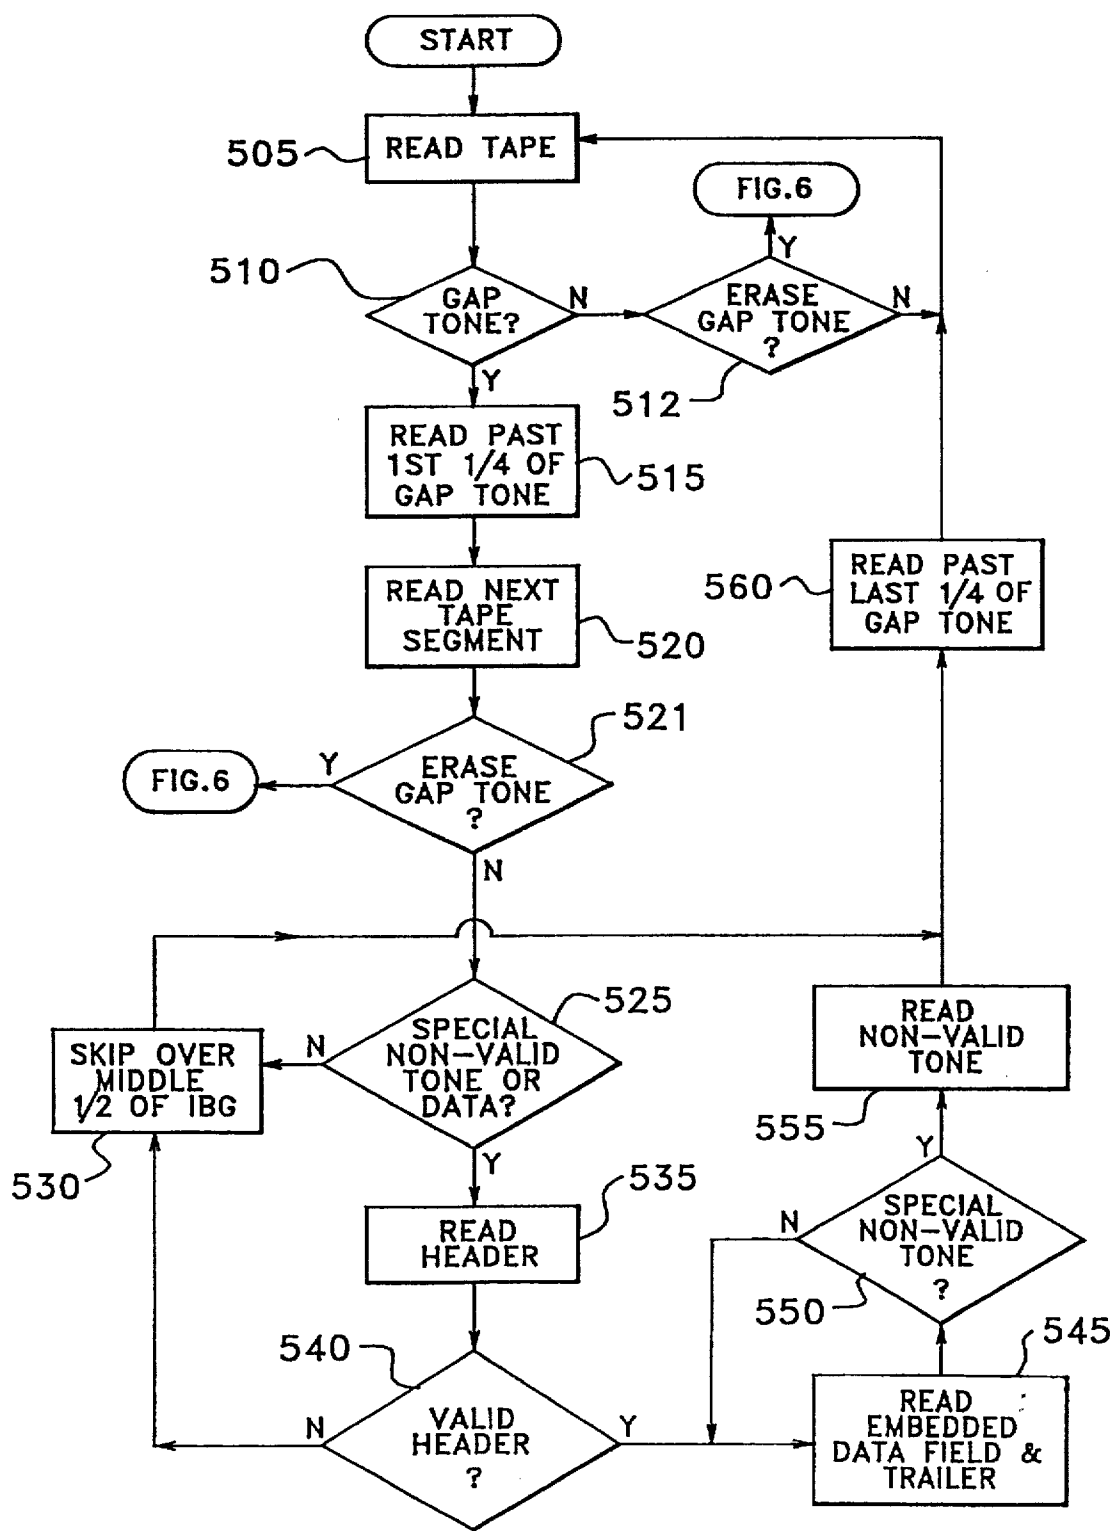 START
READ TAPE
505
FIG.6
Y
510
GAP
TONE?
N
ERASE
GAP TONE
?
N
512
Y
READ PAST
1ST 1/4 OF
GAP TONE
515
READ NEXT
TAPE
SEGMENT
520
560
READ PAST
LAST 1/4 OF
GAP TONE
521
ERASE
GAP TONE
?
Y
FIG.6
N
525
SPECIAL
NON-VALID
TONE OR
DATA?
N
SKIP OVER
MIDDLE
1/2 OF IBG
530
Y
READ
NON-VALID
TONE
555
Y
535
READ
HEADER
SPECIAL
NON-VALID
TONE
?
N
550
540
VALID
HEADER
?
N
Y
545
READ
EMBEDDED
DATA FIELD &
TRAILER